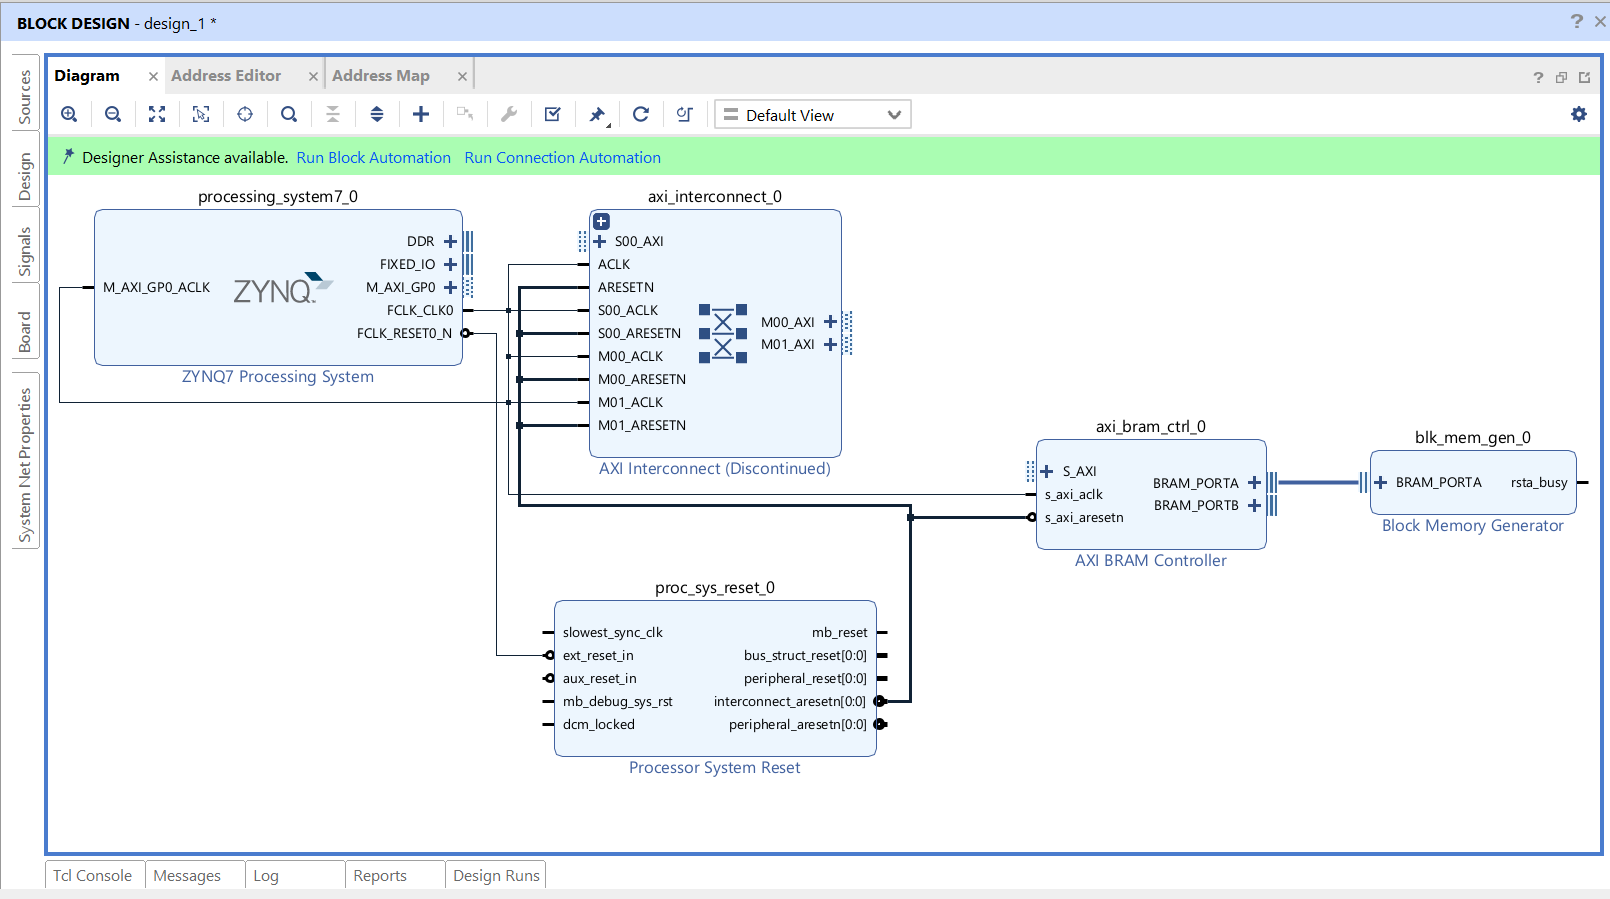 BLOCK DESIGN - design_1 *
? ×
Sources
Design
Signals
Board
System Net Properties
Diagram × Address Editor × Address Map ×
?
Default View
Designer Assistance available. Run Block Automation Run Connection Automation
processing_system7_0
DDR
FIXED_IO
M_AXI_GP0_ACLK
ZYNQ
M_AXI_GP0
FCLK_CLK0
FCLK_RESET0_N
ZYNQ7 Processing System
axi_interconnect_0
S00_AXI
ACLK
ARESETN
S00_ACLK
S00_ARESETN
M00_ACLK
M00_ARESETN
M01_ACLK
M01_ARESETN
M00_AXI
M01_AXI
AXI Interconnect (Discontinued)
axi_bram_ctrl_0
S_AXI
s_axi_aclk
s_axi_aresetn
BRAM_PORTA
BRAM_PORTB
AXI BRAM Controller
blk_mem_gen_0
BRAM_PORTA rsta_busy
Block Memory Generator
proc_sys_reset_0
slowest_sync_clk
ext_reset_in
aux_reset_in
mb_debug_sys_rst
dcm_locked
mb_reset
bus_struct_reset[0:0]
peripheral_reset[0:0]
interconnect_aresetn[0:0]
peripheral_aresetn[0:0]
Processor System Reset
Tcl Console Messages Log Reports Design Runs